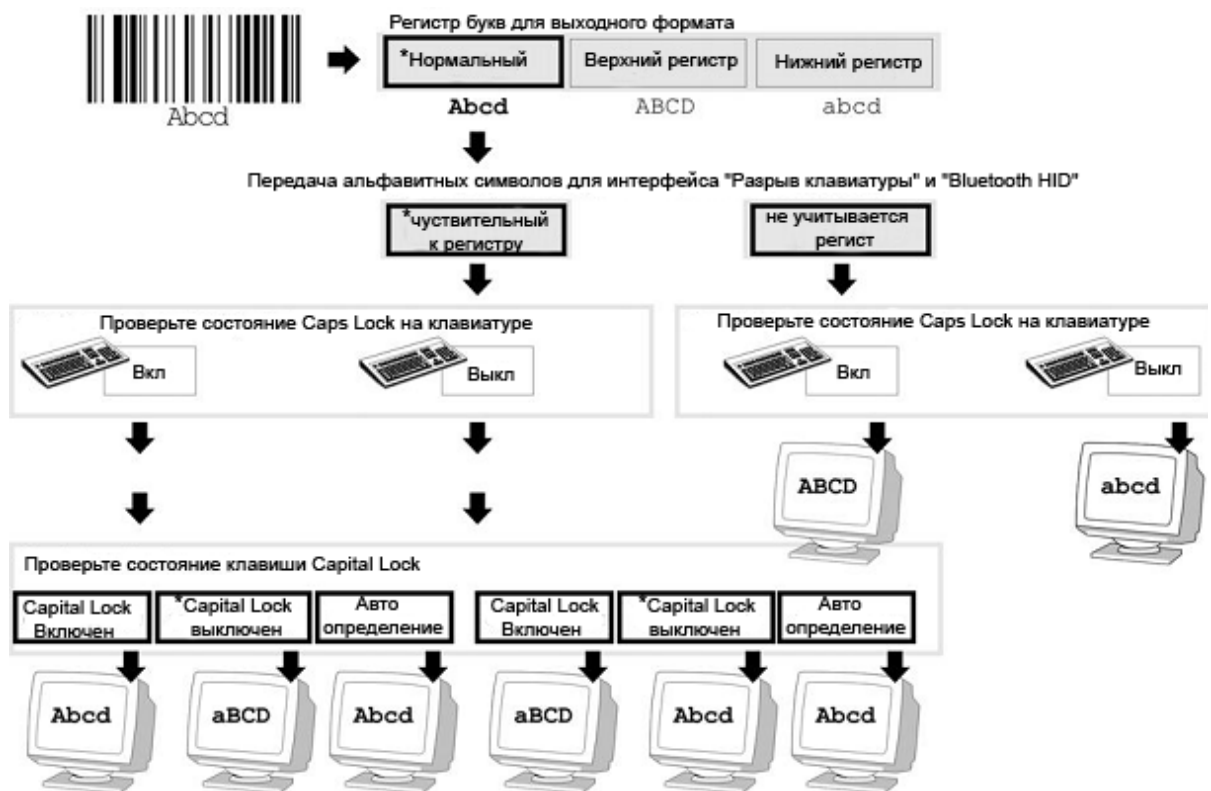 Регистр букв для выходного формата
*Нормальный
Верхний регистр
Нижний регистр
Abcd
Abcd
ABCD
abcd
Передача альфавитных символов для интерфейса "Разрыв клавиатуры" и "Bluetooth HID"
*чуствительный
к регистру
не учитывается
регист
Проверьте состояние Caps Lock на клавиатуре
Вкл
Выкл
Проверьте состояние Caps Lock на клавиатуре
Вкл
Выкл
ABCD
abcd
Проверьте состояние клавиши Capital Lock
Capital Lock
Включен
*Capital Lock
выключен
Авто
определение
Capital Lock
Включен
*Capital Lock
выключен
Авто
определение
Abcd
aBCD
Abcd
aBCD
Abcd
Abcd